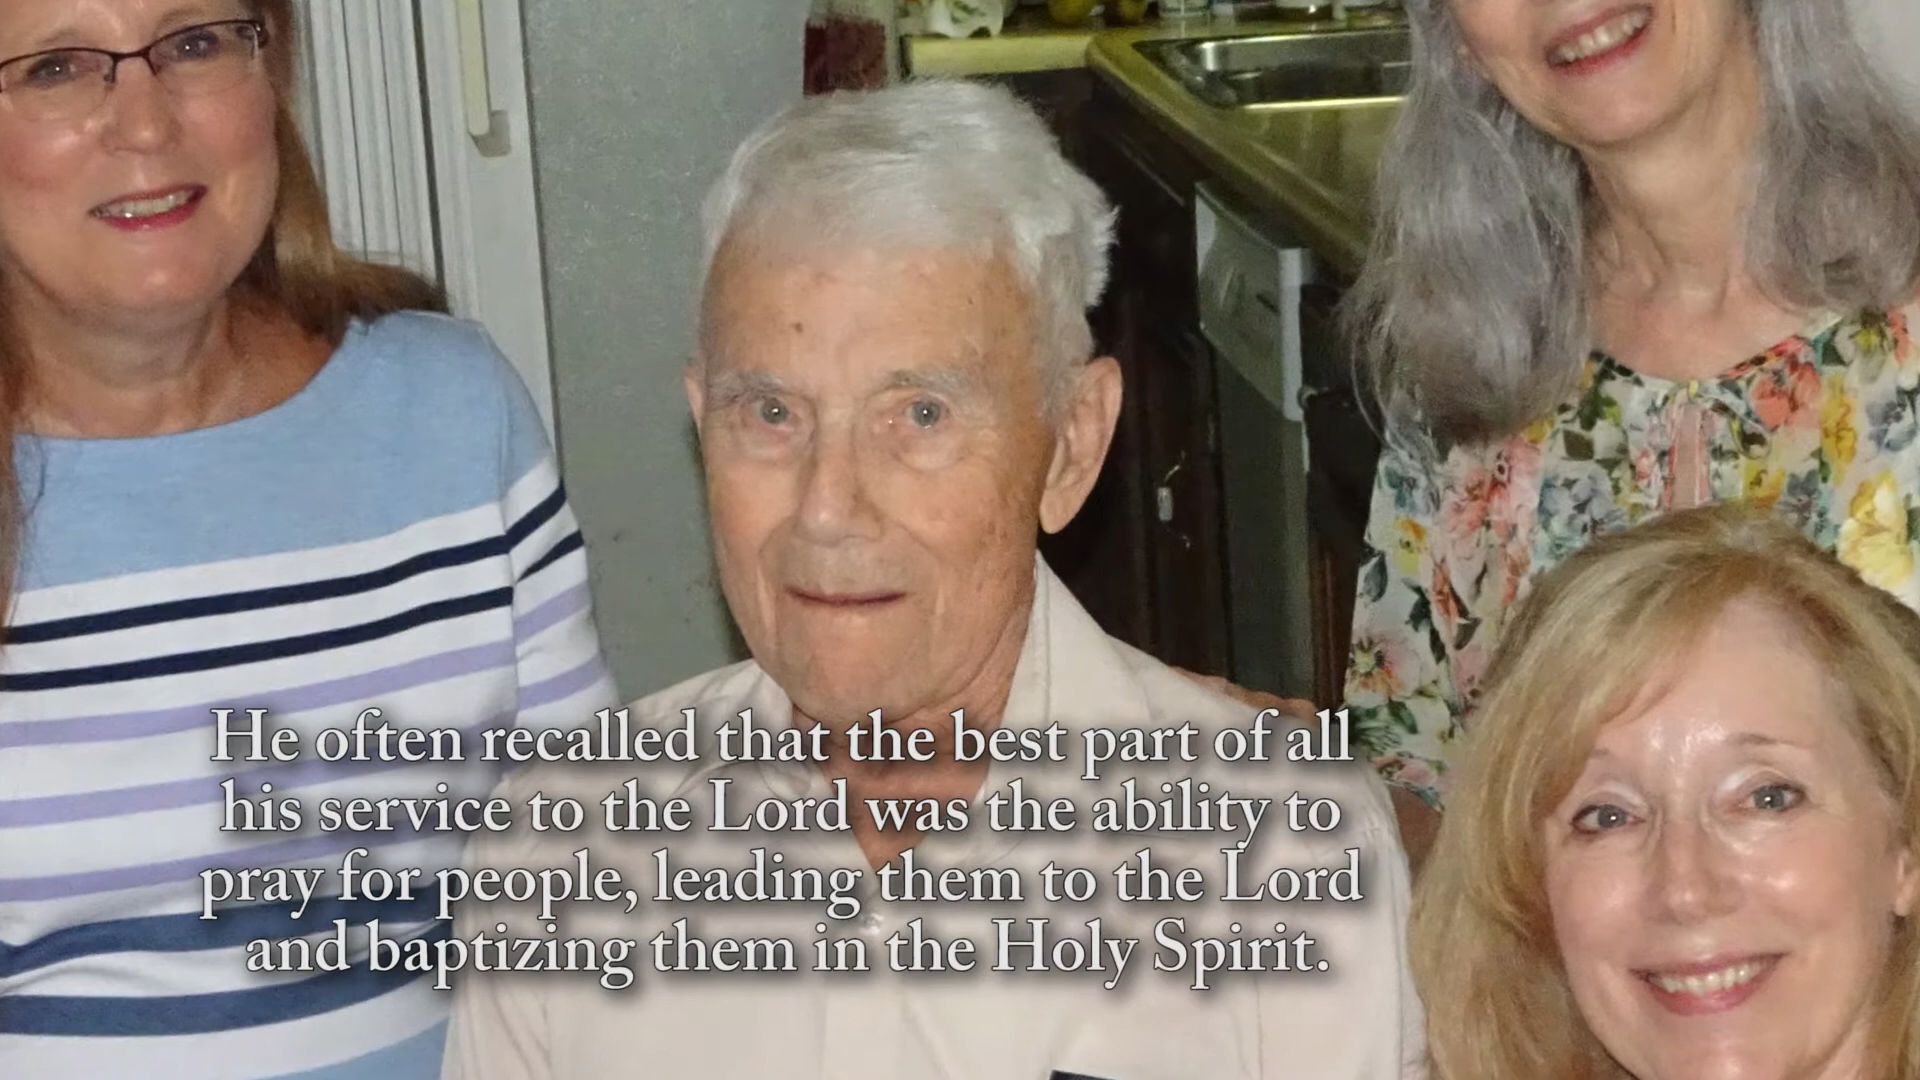 He often recalled that the best part of all
his service to the Lord was the ability to
pray for people, leading them to the Lord
and baptizing them in the Holy Spirit.